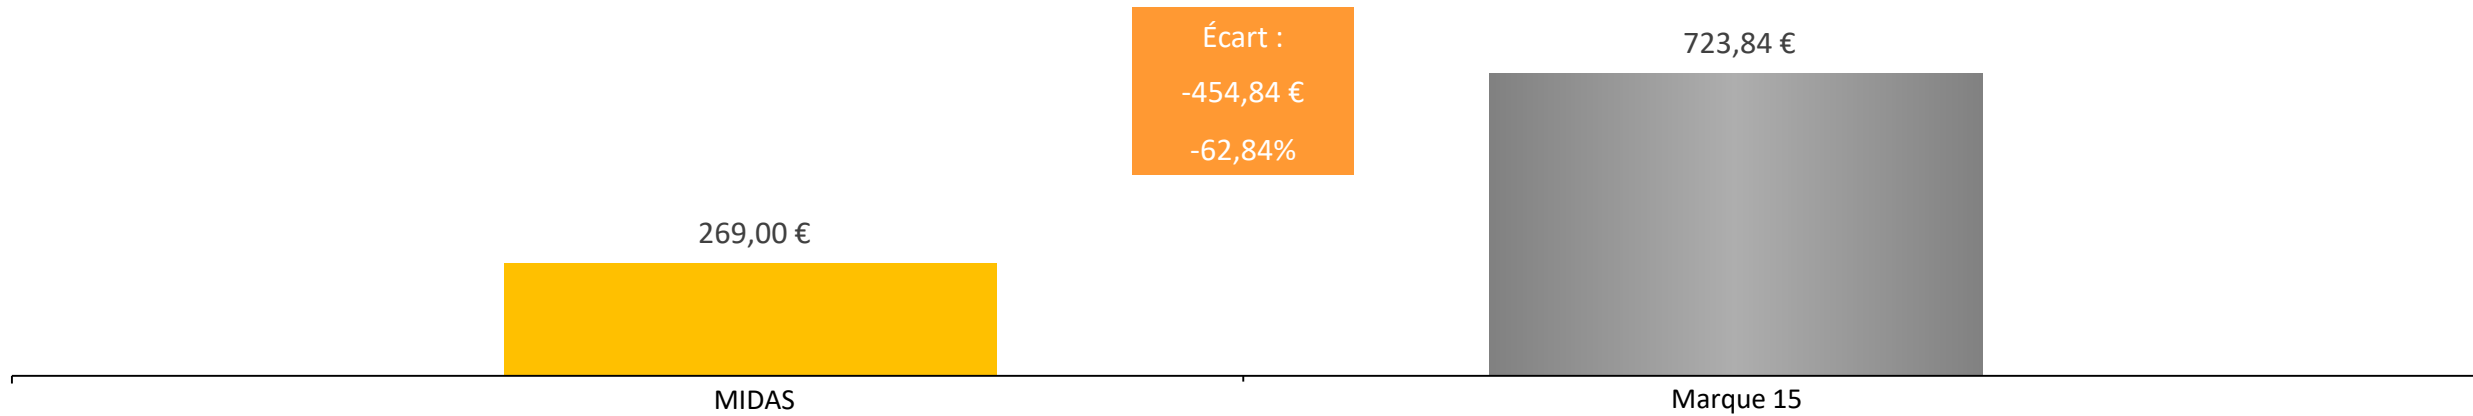 Écart :
-454,84 €
-62,84%
723,84 €
269,00 €
MIDAS
Marque 15